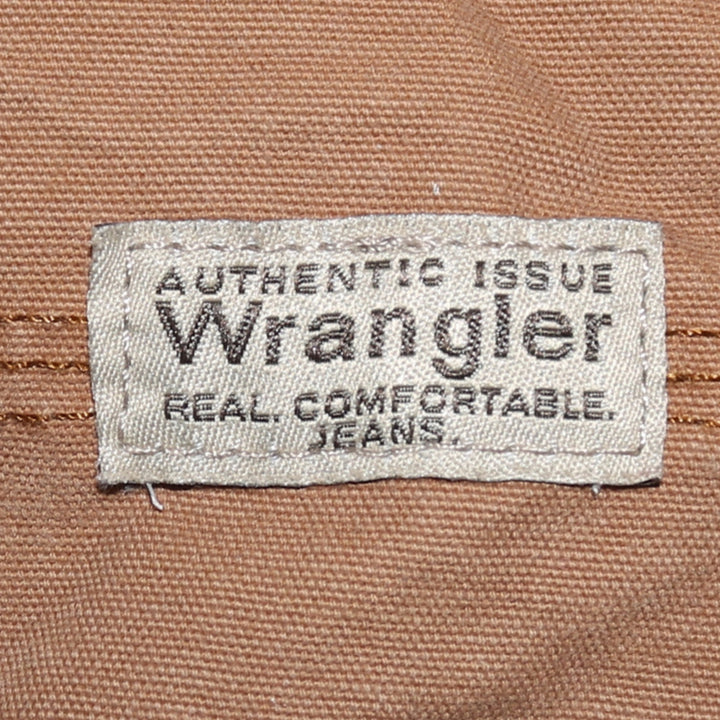 AUTHENTIC ISSUE
Wrangler
REAL. COMFORTABLE.
JEANS.